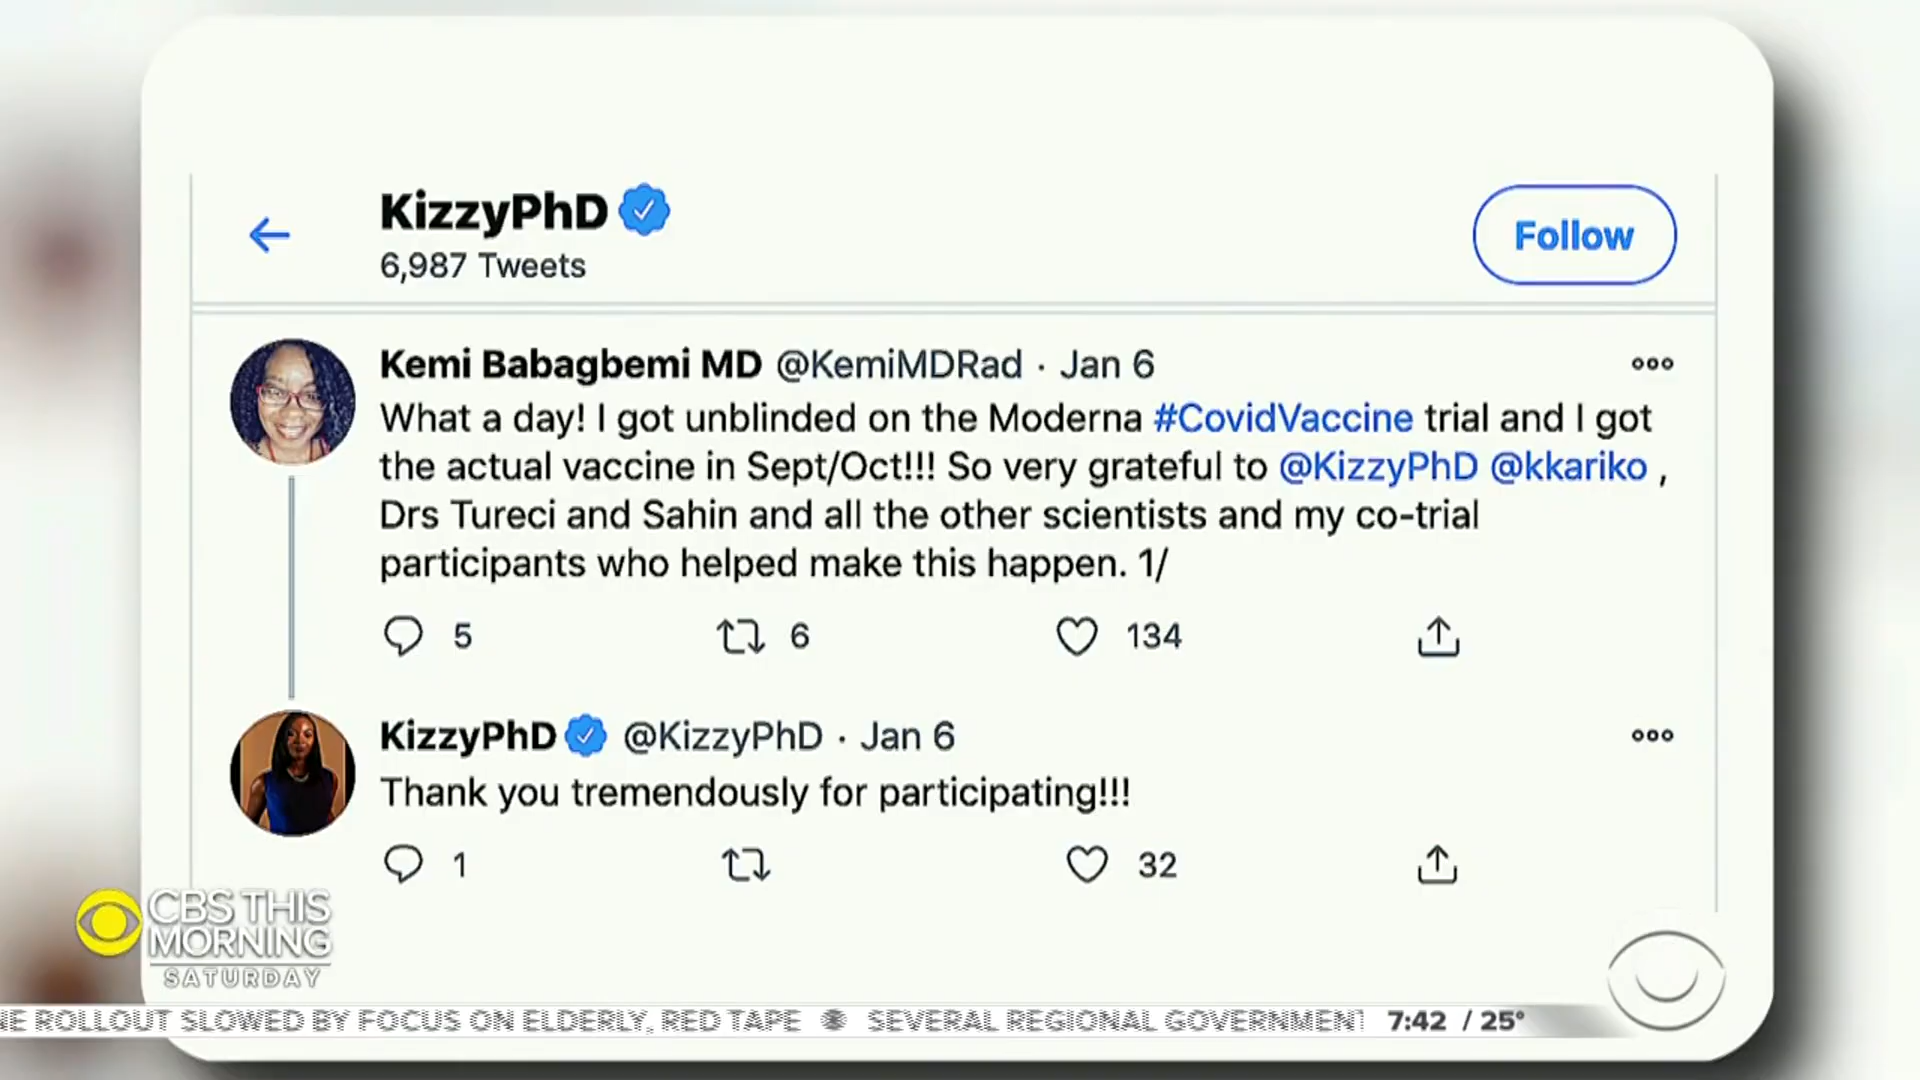 KizzyPhD
6,987 Tweets
Follow
Kemi Babagbemi MD @KemiMDRad · Jan 6
What a day! I got unblinded on the Moderna #CovidVaccine trial and I got
the actual vaccine in Sept/Oct!!! So very grateful to @KizzyPhD @kkariko ,
Drs Tureci and Sahin and all the other scientists and my co-trial
participants who helped make this happen. 1/
5 6 134
KizzyPhD @KizzyPhD · Jan 6
Thank you tremendously for participating!!!
1 32
CBS THIS
MORNING
SATURDAY
NE ROLLOUT SLOWED BY FOCUS ON ELDERLY, RED TAPE SEVERAL REGIONAL GOVERNMENT 7:42 / 25°